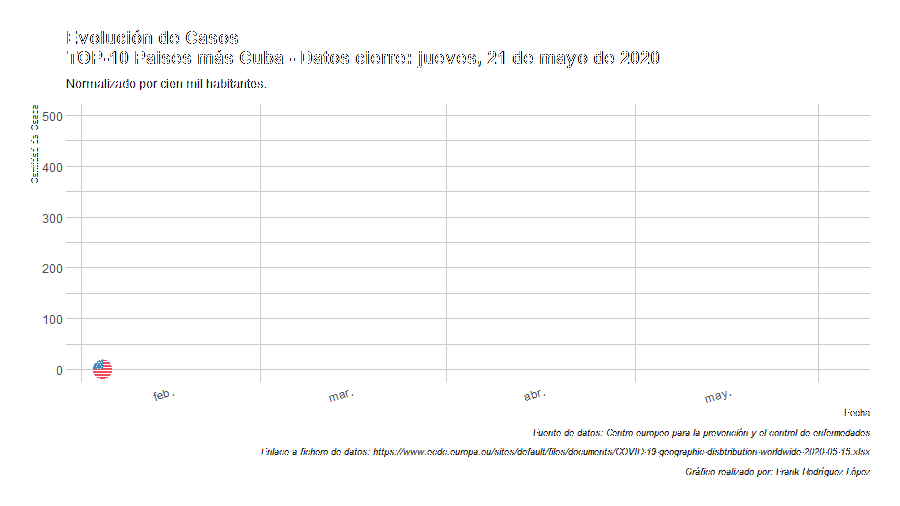 Evolución de Casos
TOP-10 Paises más Cuba - Datos cierre: jueves, 21 de mayo de 2020
Normalizado por cien mil habitantes.
Cantidad de Casos
500
400
300
200
100
0
feb.
mar.
abr.
may.
Fecha
Fuente de datos: Centro europeo para la prevención y el control de enfermedades
Enlace a fichero de datos: https://www.ecdc.europa.eu/sites/default/files/documents/COVID-19-geographic-disbtribution-worldwide-2020-05-15.xlsx
Gráfico realizado por: Frank Rodríguez López